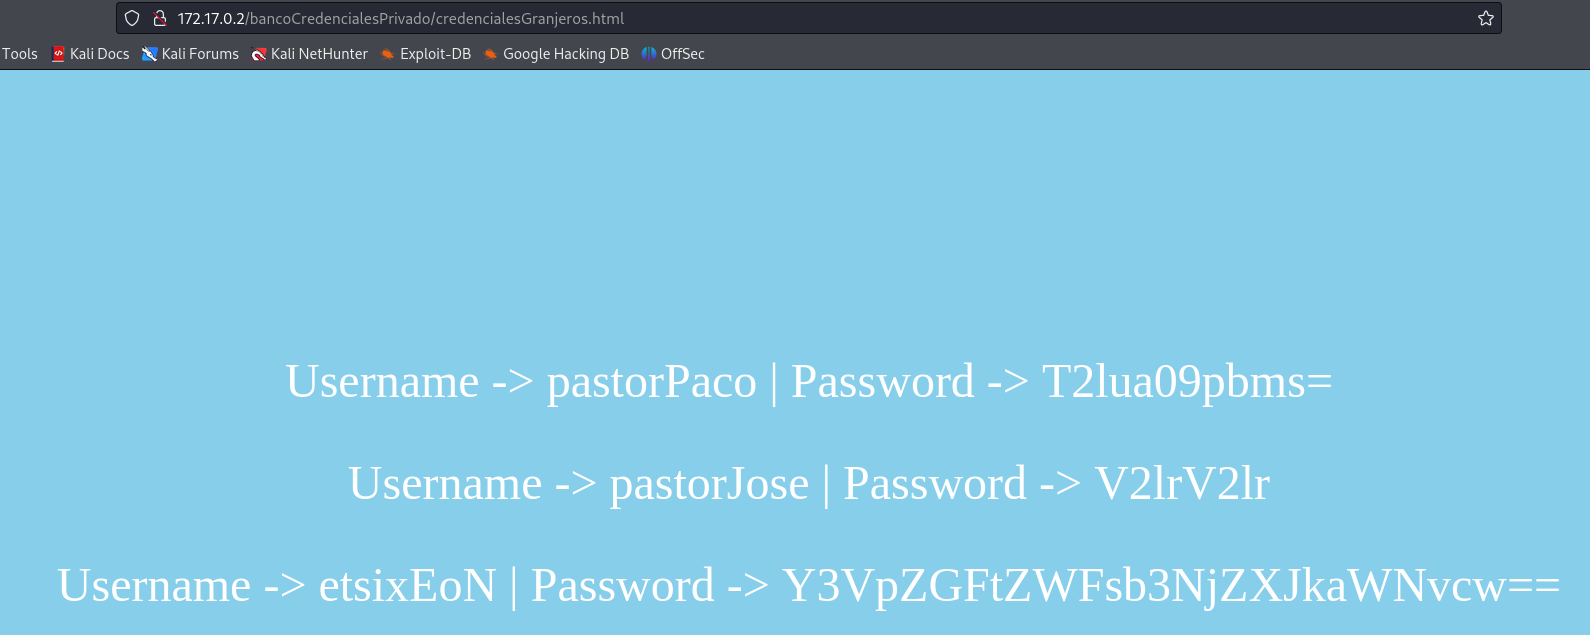 172.17.0.2/bancoCredencialesPrivado/credencialesGranjeros.html
Tools Kali Docs Kali Forums Kali NetHunter Exploit-DB Google Hacking DB OffSec
Username -> pastorPaco | Password -> T2lua09pbms=
Username -> pastorJose | Password -> V2lrV2lr
Username -> etsixEoN | Password -> Y3VpZGFtZWFsb3NjZXJkaWNvcw==